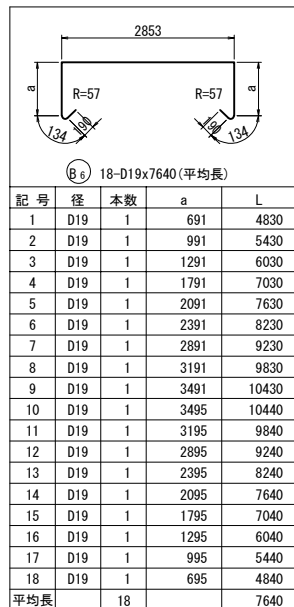 2853
a
R=57
R=57
a
134
190
190
134
B6 18-D19x7640(平均長)
記 号 径 本数 a L
1 D19 1 691 4830
2 D19 1 991 5430
3 D19 1 1291 6030
4 D19 1 1791 7030
5 D19 1 2091 7630
6 D19 1 2391 8230
7 D19 1 2891 9230
8 D19 1 3191 9830
9 D19 1 3491 10430
10 D19 1 3495 10440
11 D19 1 3195 9840
12 D19 1 2895 9240
13 D19 1 2395 8240
14 D19 1 2095 7640
15 D19 1 1795 7040
16 D19 1 1295 6040
17 D19 1 995 5440
18 D19 1 695 4840
平均長 18 7640